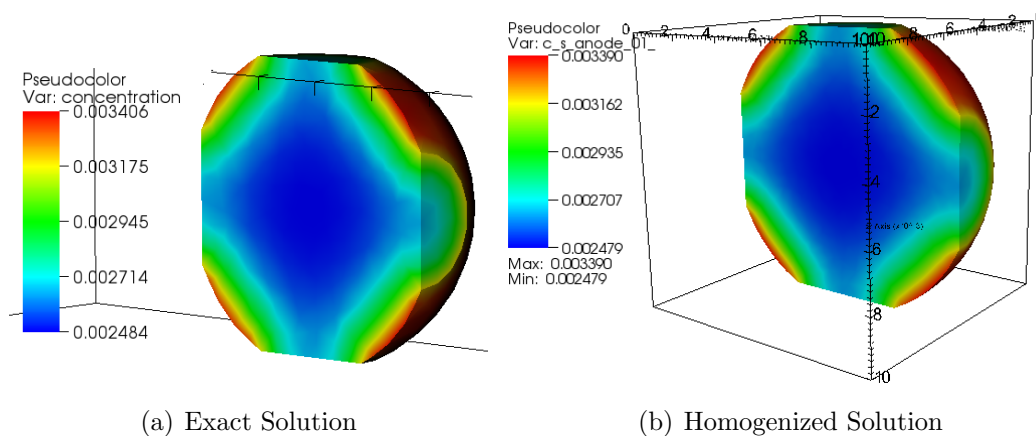 Pseudocolor
Var: concentration
0.003406
0.003175
0.002945
0.002714
0.002484
Pseudocolor
Var: c_s_anode_01_
0.003390
0.003162
0.002935
0.002707
0.002479
Max: 0.003390
Min: 0.002479
0 2 4 6 8
2
4
6
8
10
(a) Exact Solution
(b) Homogenized Solution